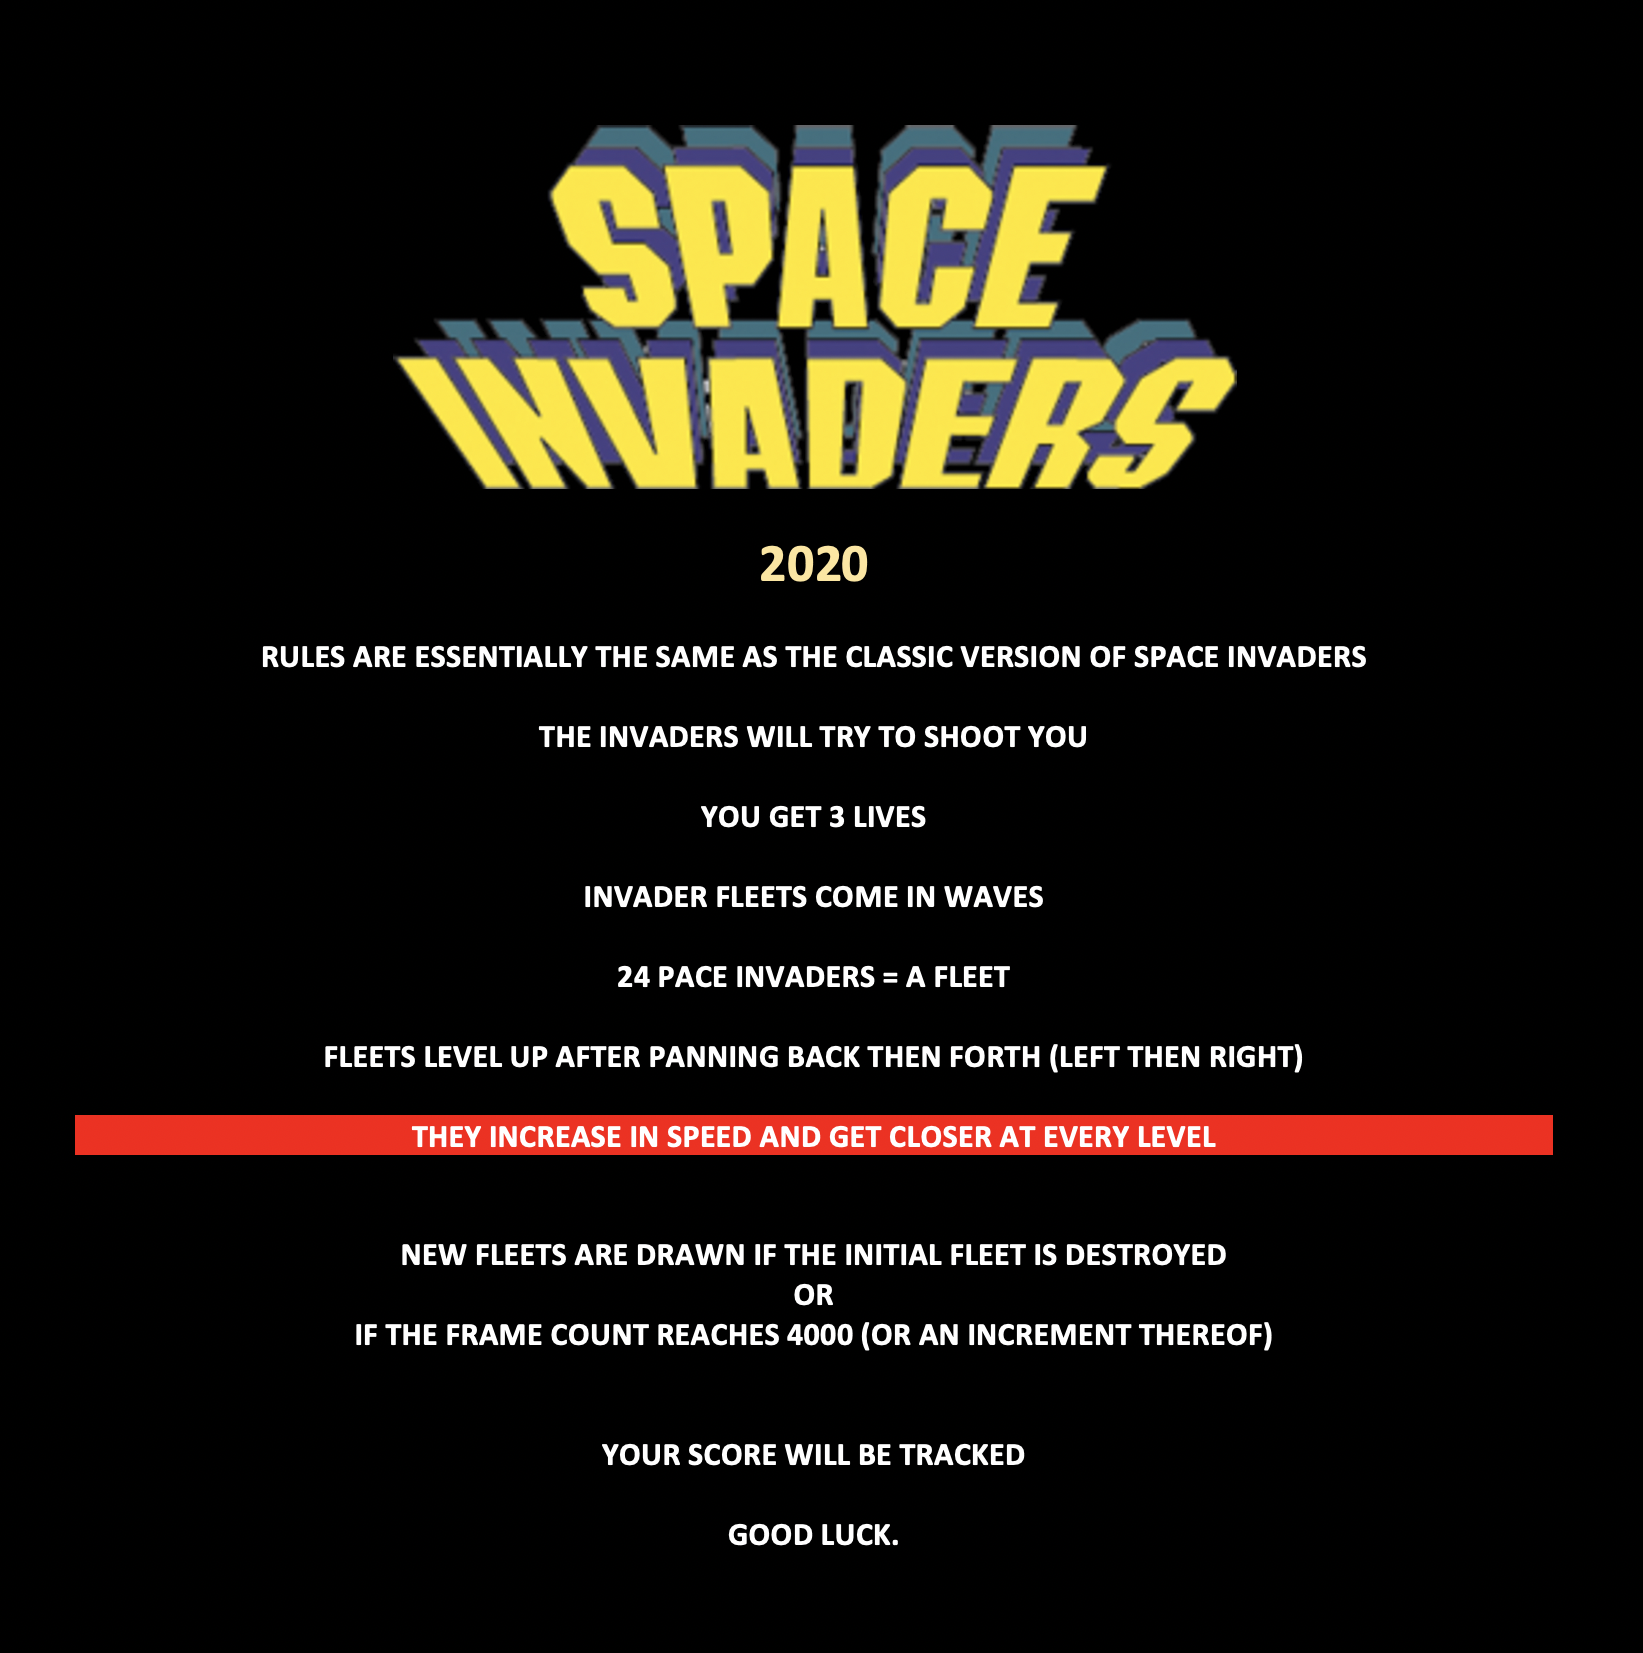 SPACE
INVADERS
2020
RULES ARE ESSENTIALLY THE SAME AS THE CLASSIC VERSION OF SPACE INVADERS
THE INVADERS WILL TRY TO SHOOT YOU
YOU GET 3 LIVES
INVADER FLEETS COME IN WAVES
24 PACE INVADERS = A FLEET
FLEETS LEVEL UP AFTER PANNING BACK THEN FORTH (LEFT THEN RIGHT)
THEY INCREASE IN SPEED AND GET CLOSER AT EVERY LEVEL
NEW FLEETS ARE DRAWN IF THE INITIAL FLEET IS DESTROYED
OR
IF THE FRAME COUNT REACHES 4000 (OR AN INCREMENT THEREOF)
YOUR SCORE WILL BE TRACKED
GOOD LUCK.